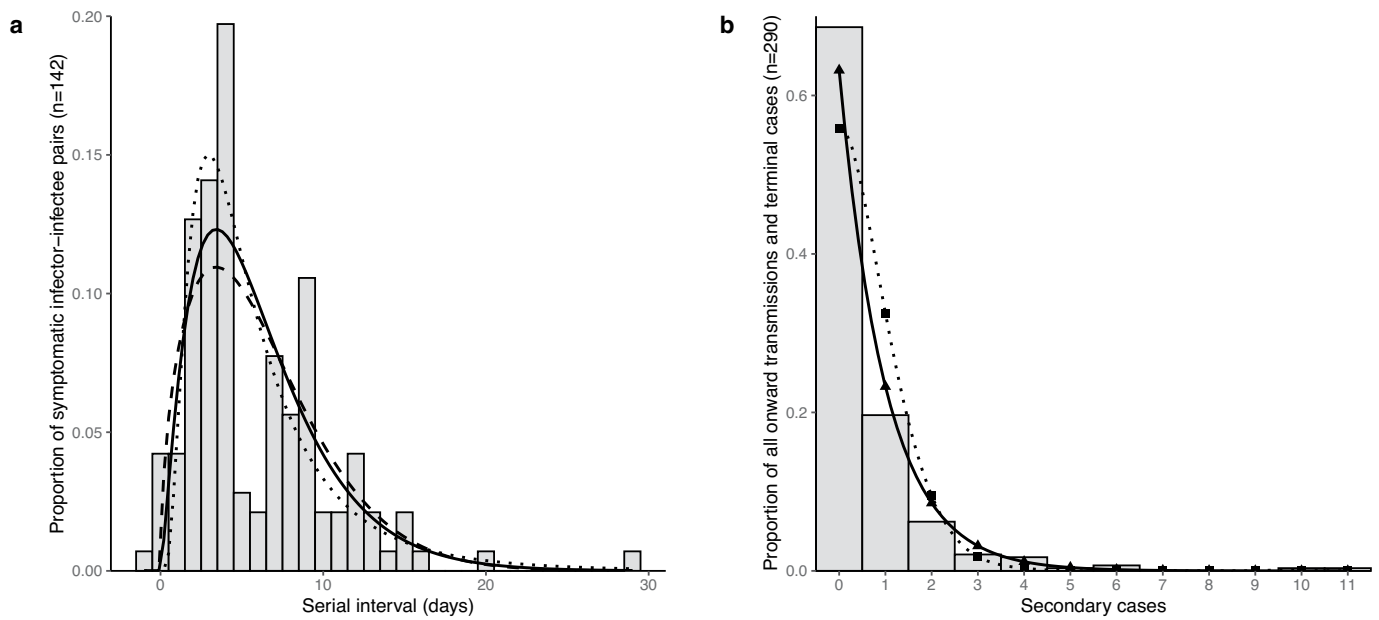 a
Proportion of symptomatic infector–infectee pairs (n=142)
0.20
0.15
0.10
0.05
0.00
0 10 20 30
Serial interval (days)
b
Proportion of all onward transmissions and terminal cases (n=290)
0.6
0.4
0.2
0.0
0 1 2 3 4 5 6 7 8 9 10 11
Secondary cases